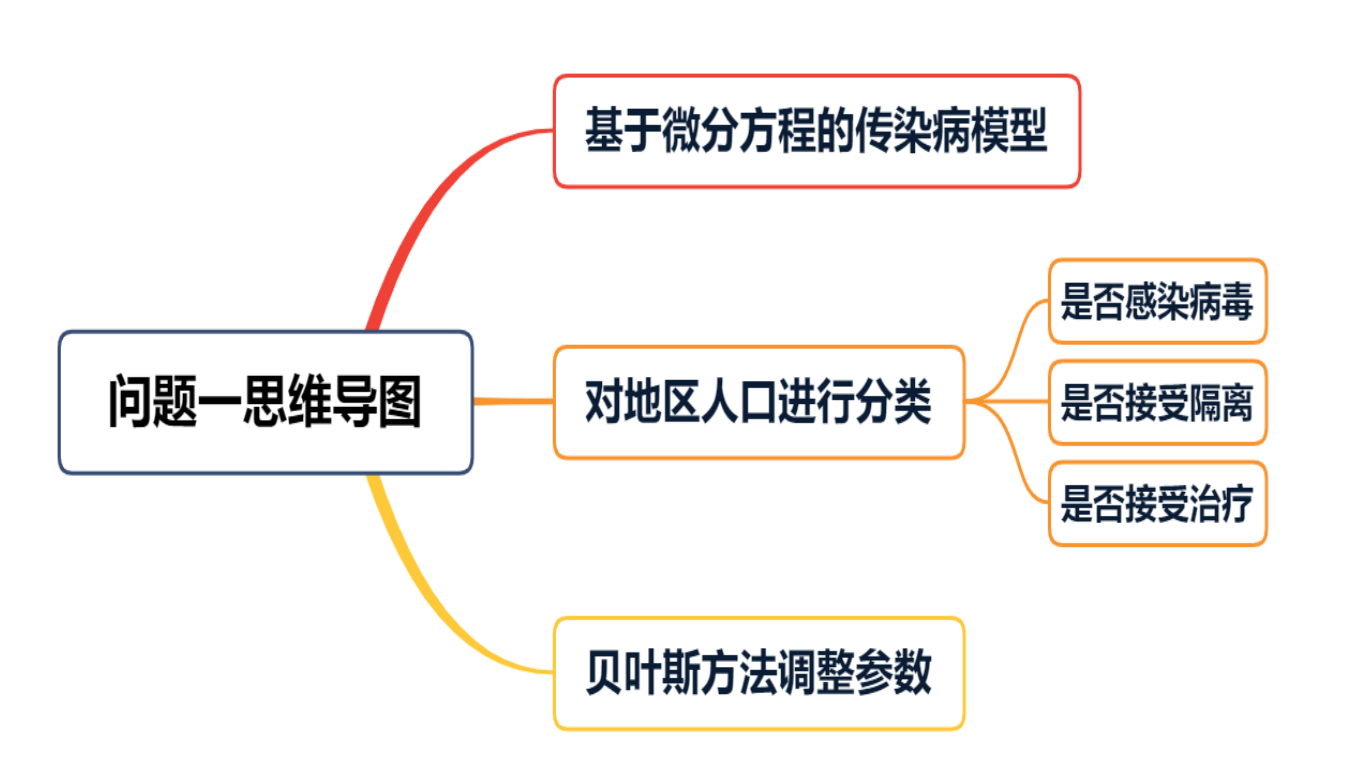 基于微分方程的传染病模型
问题一思维导图
对地区人口进行分类
是否感染病毒
是否接受隔离
是否接受治疗
贝叶斯方法调整参数